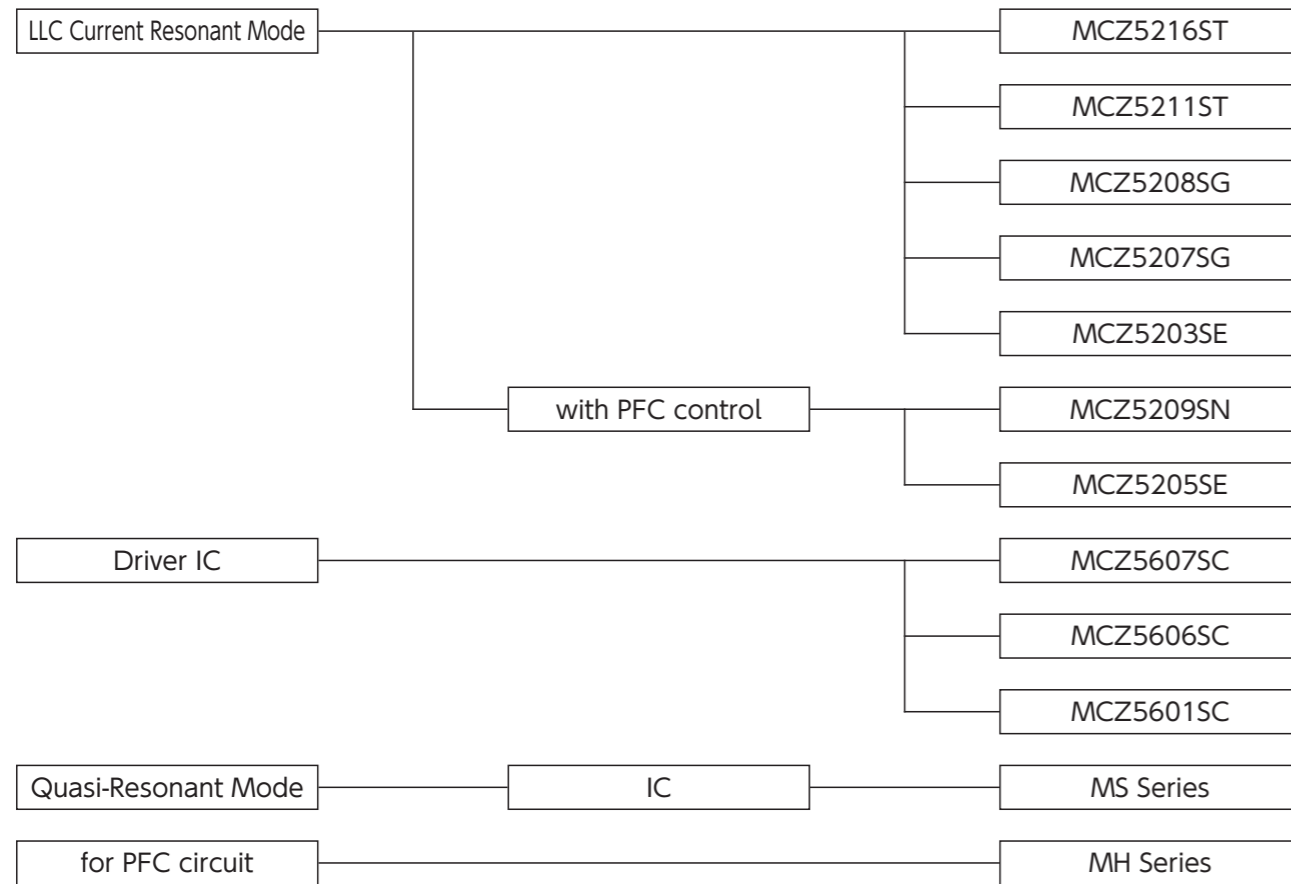 LLC Current Resonant Mode
MCZ5216ST
MCZ5211ST
MCZ5208SG
MCZ5207SG
MCZ5203SE
with PFC control
MCZ5209SN
MCZ5205SE
Driver IC
MCZ5607SC
MCZ5606SC
MCZ5601SC
Quasi-Resonant Mode
IC
MS Series
for PFC circuit
MH Series